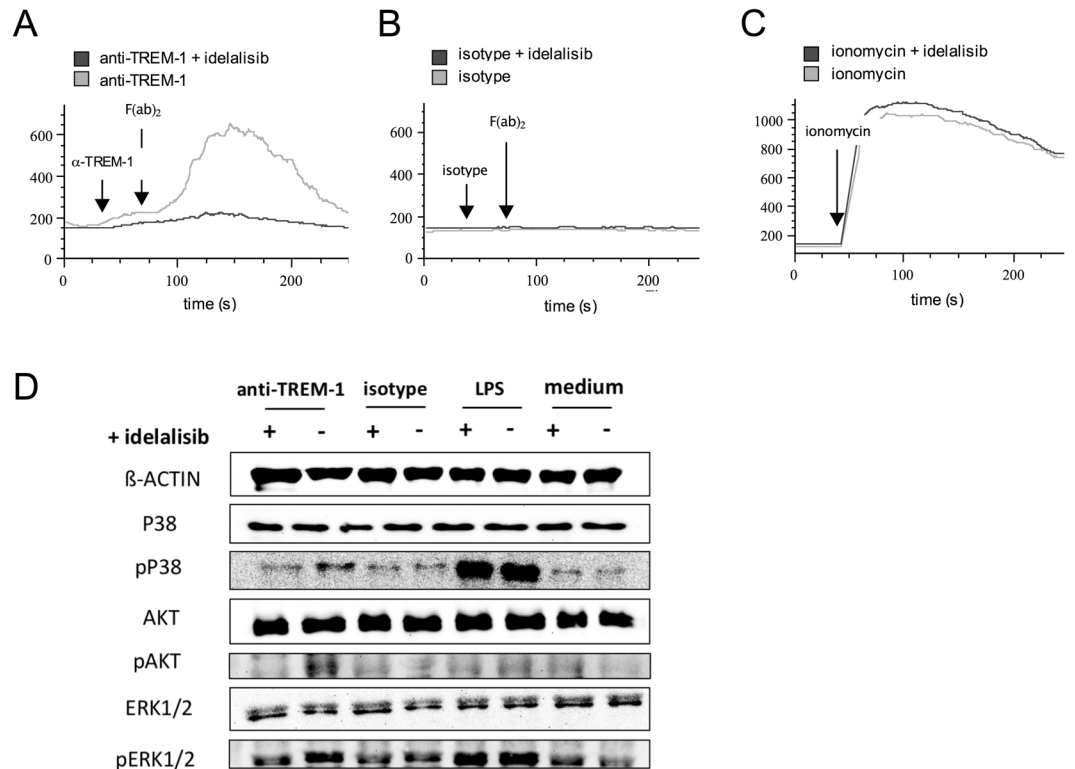 A
anti-TREM-1 + idelalisib
anti-TREM-1
F(ab)2
α-TREM-1
600
400
200
0
0 100 200
time (s)
B
isotype + idelalisib
isotype
F(ab)2
isotype
600
400
200
0
0 100 200
time (s)
C
ionomycin + idelalisib
ionomycin
ionomycin
1000
800
600
400
200
0 100 200
time (s)
D
anti-TREM-1 isotype LPS medium
+ idelalisib + - + - + - + -
ß-ACTIN
P38
pP38
AKT
pAKT
ERK1/2
pERK1/2